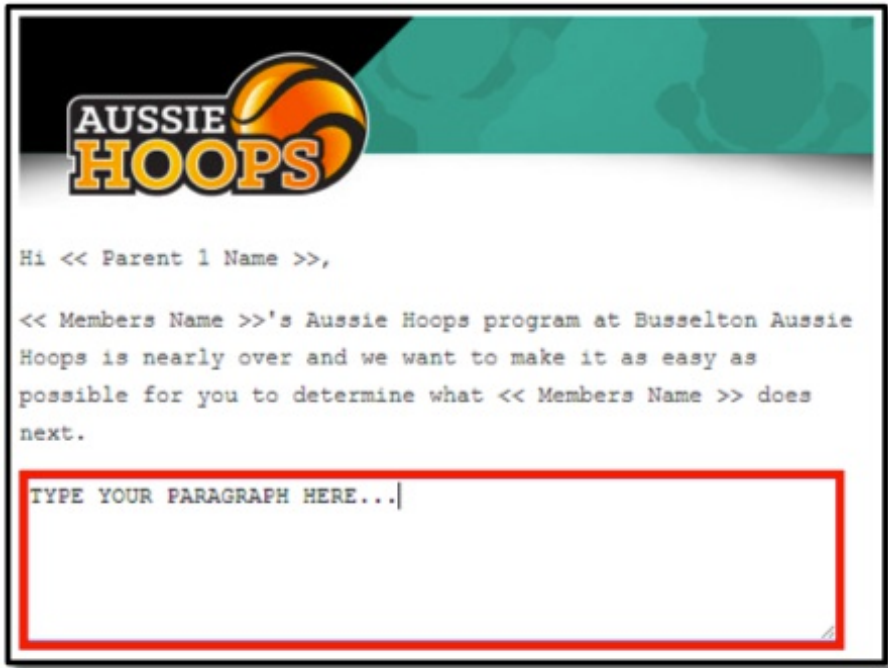 AUSSIE
HOOPS
Hi << Parent 1 Name >>,
<< Members Name >>'s Aussie Hoops program at Busselton Aussie
Hoops is nearly over and we want to make it as easy as
possible for you to determine what << Members Name >> does
next.
TYPE YOUR PARAGRAPH HERE...